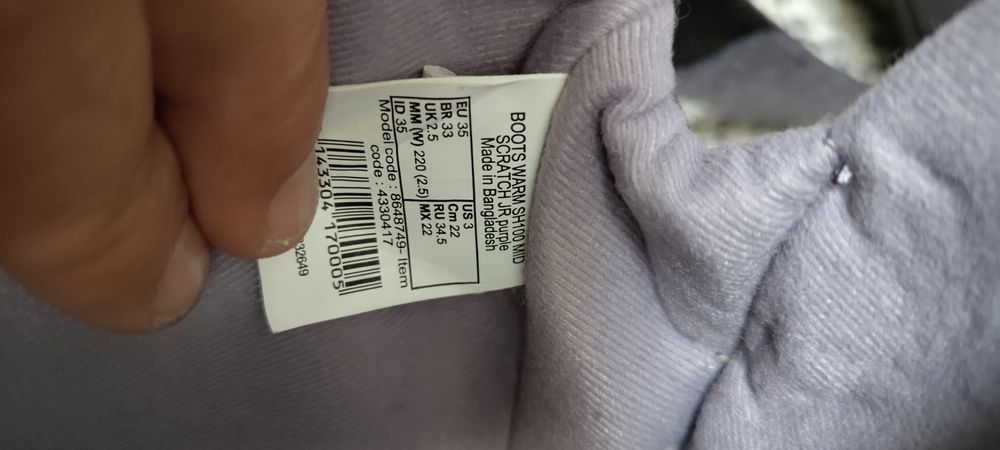 BOOTS WARM SH100 MID
SCRATCH JR purple
Made in Bangladesh
EU 35 US 3
BR 33 Cm 22
UK 2.5 RU 34.5
MM (W) 220 (2.5) MX 22
ID 35
Model code : 8648749- Item
code : 4330417
143304 170005
32649